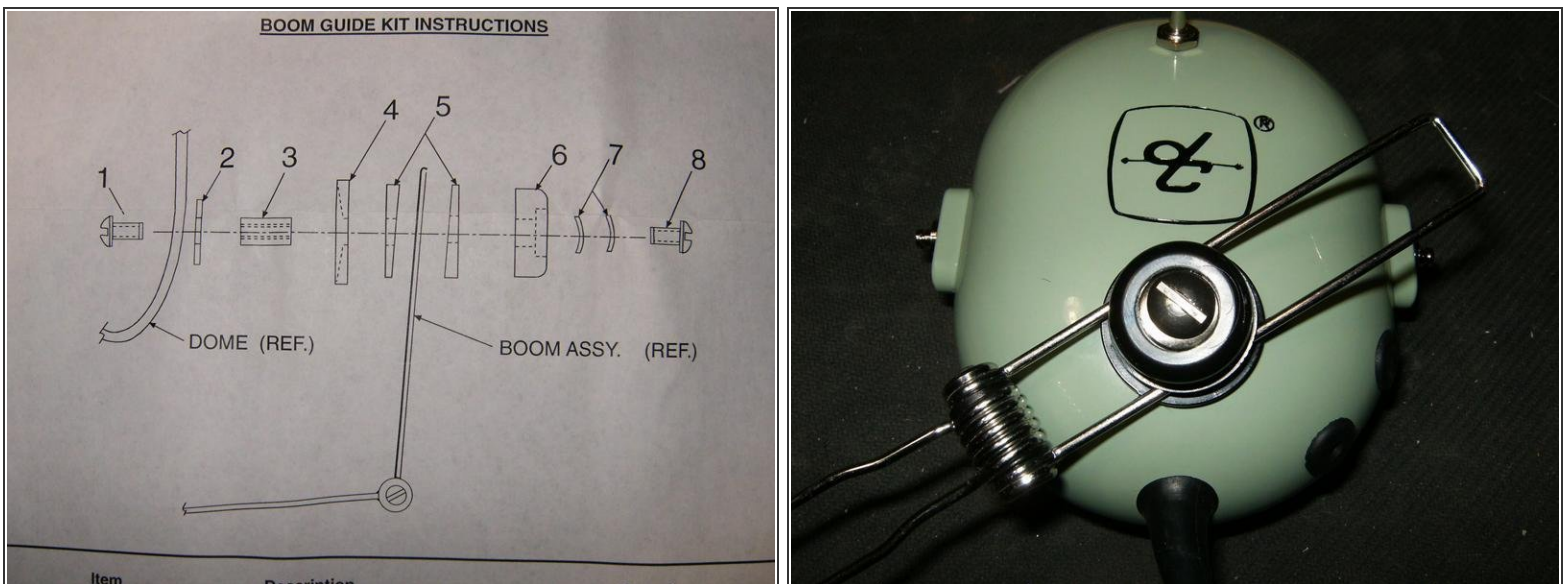 BOOM GUIDE KIT INSTRUCTIONS
4 5
1 2 3 6 7 8
DOME (REF.)
BOOM ASSY. (REF.)
Item Description
®